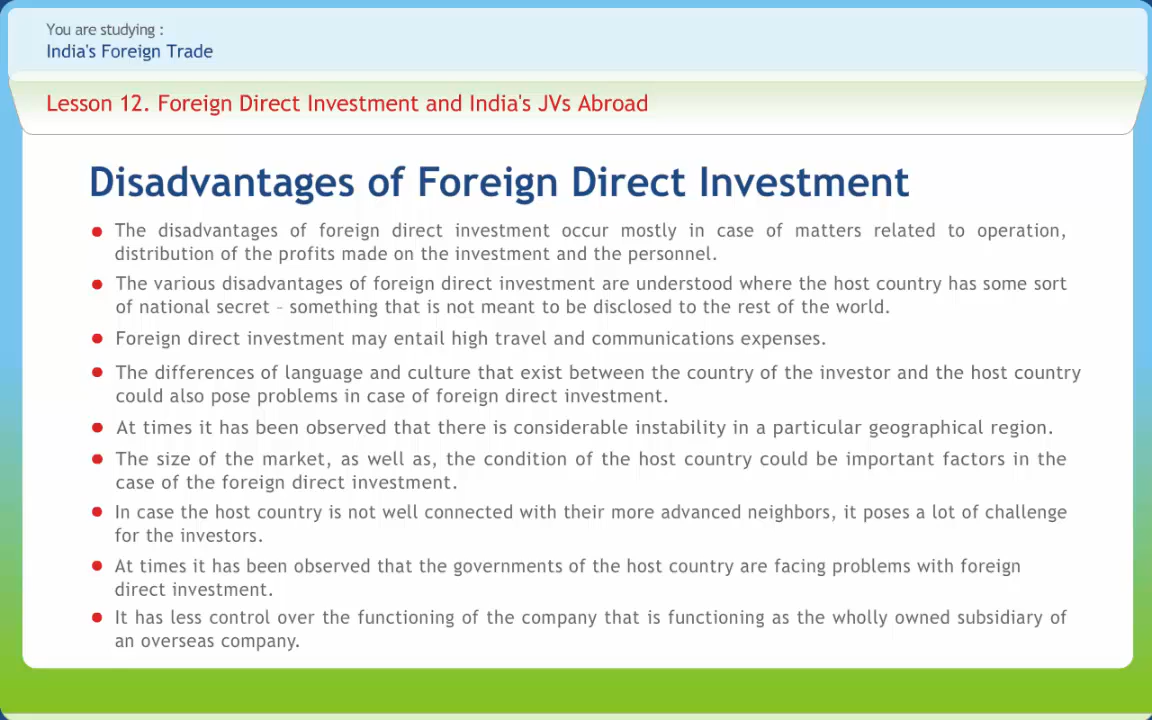 You are studying :
India's Foreign Trade
Lesson 12. Foreign Direct Investment and India's JVs Abroad
Disadvantages of Foreign Direct Investment
The disadvantages of foreign direct investment occur mostly in case of matters related to operation,
distribution of the profits made on the investment and the personnel.
The various disadvantages of foreign direct investment are understood where the host country has some sort
of national secret – something that is not meant to be disclosed to the rest of the world.
Foreign direct investment may entail high travel and communications expenses.
The differences of language and culture that exist between the country of the investor and the host country
could also pose problems in case of foreign direct investment.
At times it has been observed that there is considerable instability in a particular geographical region.
The size of the market, as well as, the condition of the host country could be important factors in the
case of the foreign direct investment.
In case the host country is not well connected with their more advanced neighbors, it poses a lot of challenge
for the investors.
At times it has been observed that the governments of the host country are facing problems with foreign
direct investment.
It has less control over the functioning of the company that is functioning as the wholly owned subsidiary of
an overseas company.